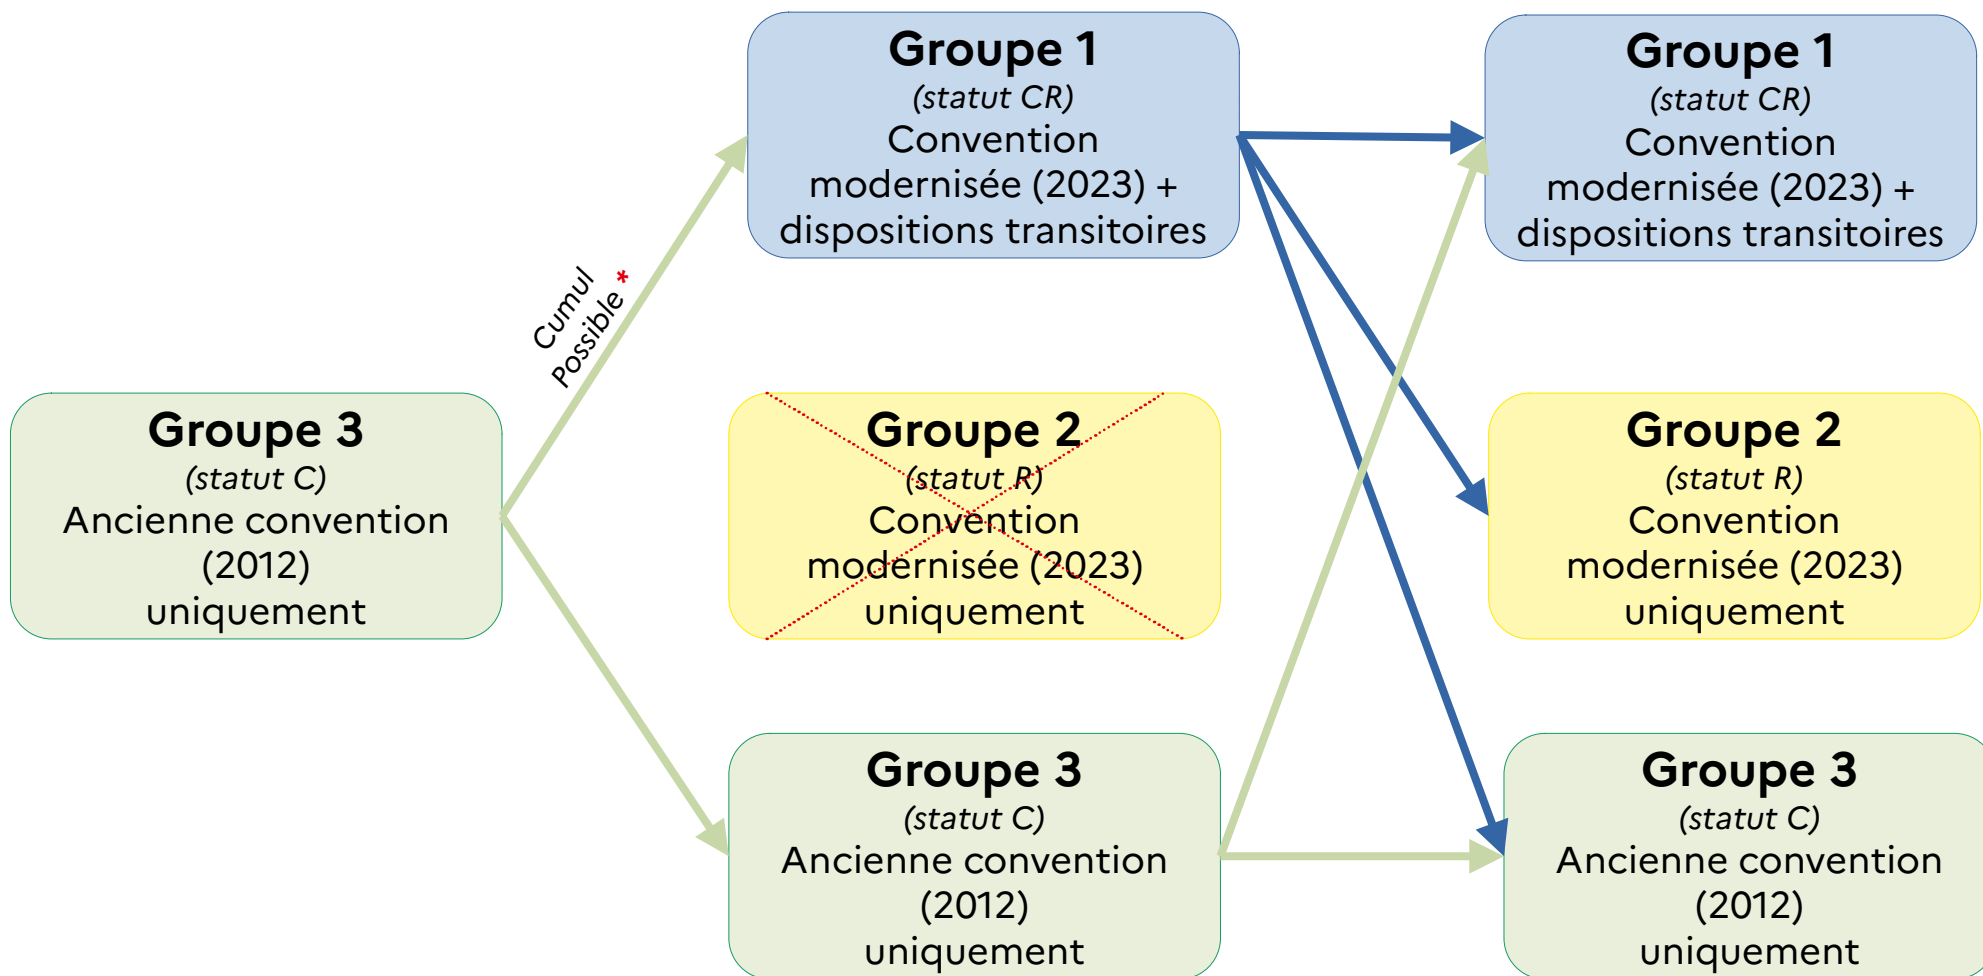 Groupe 3
(statut C)
Ancienne convention
(2012)
uniquement
Cumul
Possible *
Groupe 1
(statut CR)
Convention
modernisée (2023) +
dispositions transitoires
Groupe 2
(statut R)
Convention
modernisée (2023)
uniquement
Groupe 3
(statut C)
Ancienne convention
(2012)
uniquement
Groupe 1
(statut CR)
Convention
modernisée (2023) +
dispositions transitoires
Groupe 2
(statut R)
Convention
modernisée (2023)
uniquement
Groupe 3
(statut C)
Ancienne convention
(2012)
uniquement